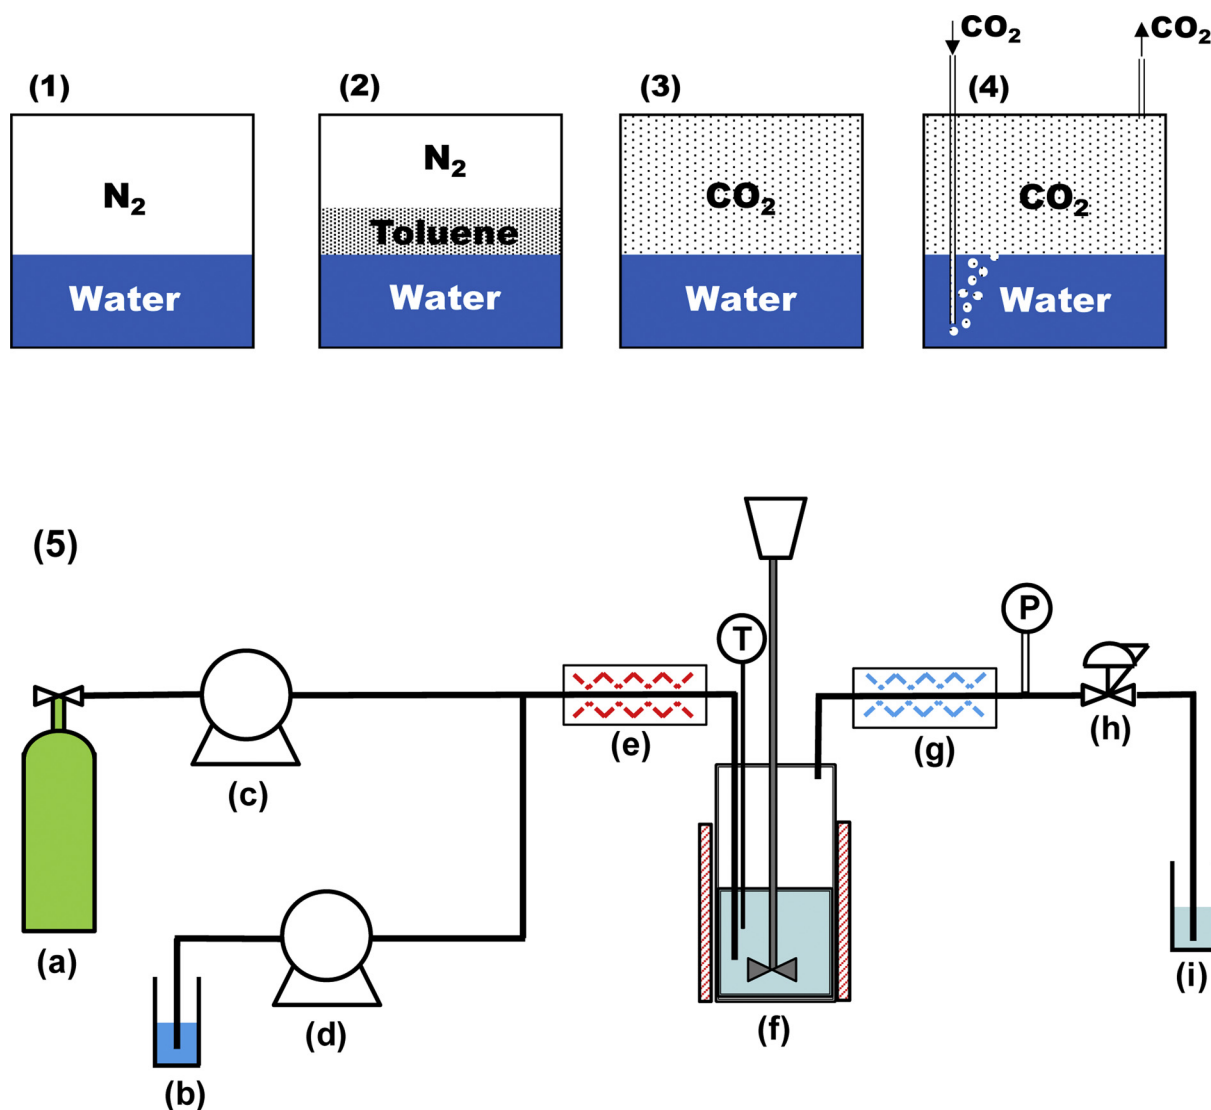 CO₂ CO₂
(1) (2) (3) (4)
N₂ N₂ CO₂ CO₂
Toluene
Water Water Water Water
(5)
T P
(e) (g) (h)
(c)
(a) (i)
(d) (f)
(b)